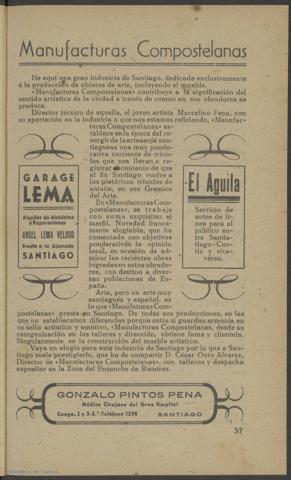 Manufacturas Compostelanas
He aquí una gran industria de Santiago, dedicada exclusivamente
a la producción de objetos de arte, incluyendo el mueble.
«Manufacturas Compostelanas» contribuye a la significación del
sentido artístico de la ciudad a través de cuanto en sus obradores se
produce.
Director técnico de aquella, el joven artista Marcelino Pena, con
su aportación en la industria a que nos estamos refiriendo, «Manufac-
turas Compostelanas» es-
tablece en la época del re-
surgir de la artesanía san-
tiaguesa una muy ponde-
rativa corriente de triun-
fos que nos llevan a re-
gistrar el contento de que
al fin Santiago vuelve a
los pletóricos triunfos de
antaño, en sus Gremios
del Arte.
En «Manufacturas Com-
postelanas», se trabaja
con suma exquisitez el
mérito. Novedad franca-
mente elogiable, que ha
comentado con objetivos
ponderativos la opinión
local, en ocasión de ad-
mirar las recientes obras
logradas en estos obrado-
res, con destino a diver-
sas poblaciones de Es-
paña.
Arte, pero un arte muy
santiagués y español, es
lo que «Manufacturas Com-
postelanas» presta en Santiago. De todas sus producciones, en las
que no establecemos diferencias porque entre sí guardan armonía en
su sello artístico y emotivo, «Manufacturas Compostelanas, desde su
reorganización en los talleres y dirección, obtiene fama y clientela.
Singularmente en la construcción del mueble artístico.
Vaya un elogio para esta industria de Santiago por lo que a San-
tiago suele prestigiarlo, que ha de compartir D. César Outro Alvarez,
Director de «Manufacturas Compostelanas», con talleres y despacho
expositor en la Zona del Ensanche de Ramírez.
GARAGE
LEMA
Alquiler de bicicletas
y Reparaciones
ANGEL LEMA VELOSO
frente a la Alameda
SANTIAGO
El Aguila
Servicio de
autos de lí-
nea para el
público en-
tre Santia-
tiago-Cun-
tis y vice-
versa.
GONZALO PINTOS PENA
Médico Cirujano del Gran Hospital
Conga, 3 y 5-2.º-Teléfono 1290 SANTIAGO
37